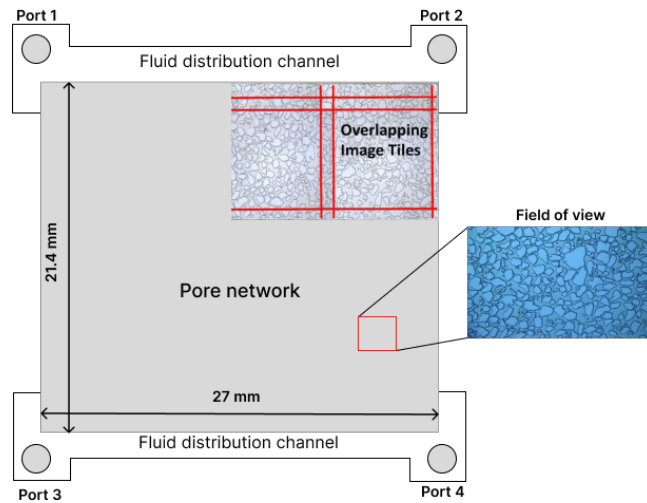 Port 1
Port 2
Fluid distribution channel
Overlapping
Image Tiles
Field of view
21.4 mm
Pore network
27 mm
Fluid distribution channel
Port 3
Port 4